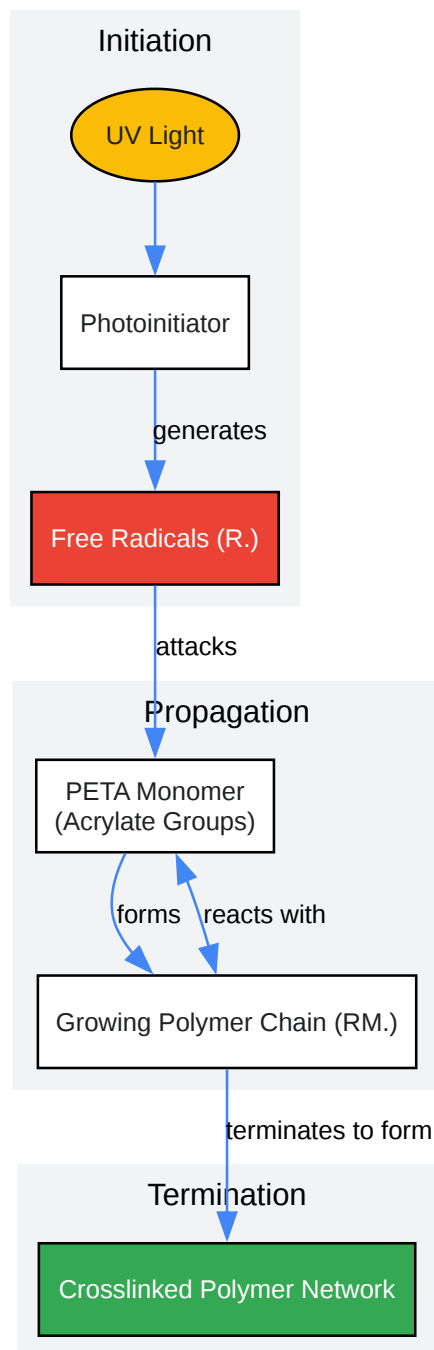 Initiation
UV Light
Photoinitiator
generates
Free Radicals (R.)
attacks
Propagation
PETA Monomer
(Acrylate Groups)
forms
reacts with
Growing Polymer Chain (RM.)
terminates to form
Termination
Crosslinked Polymer Network